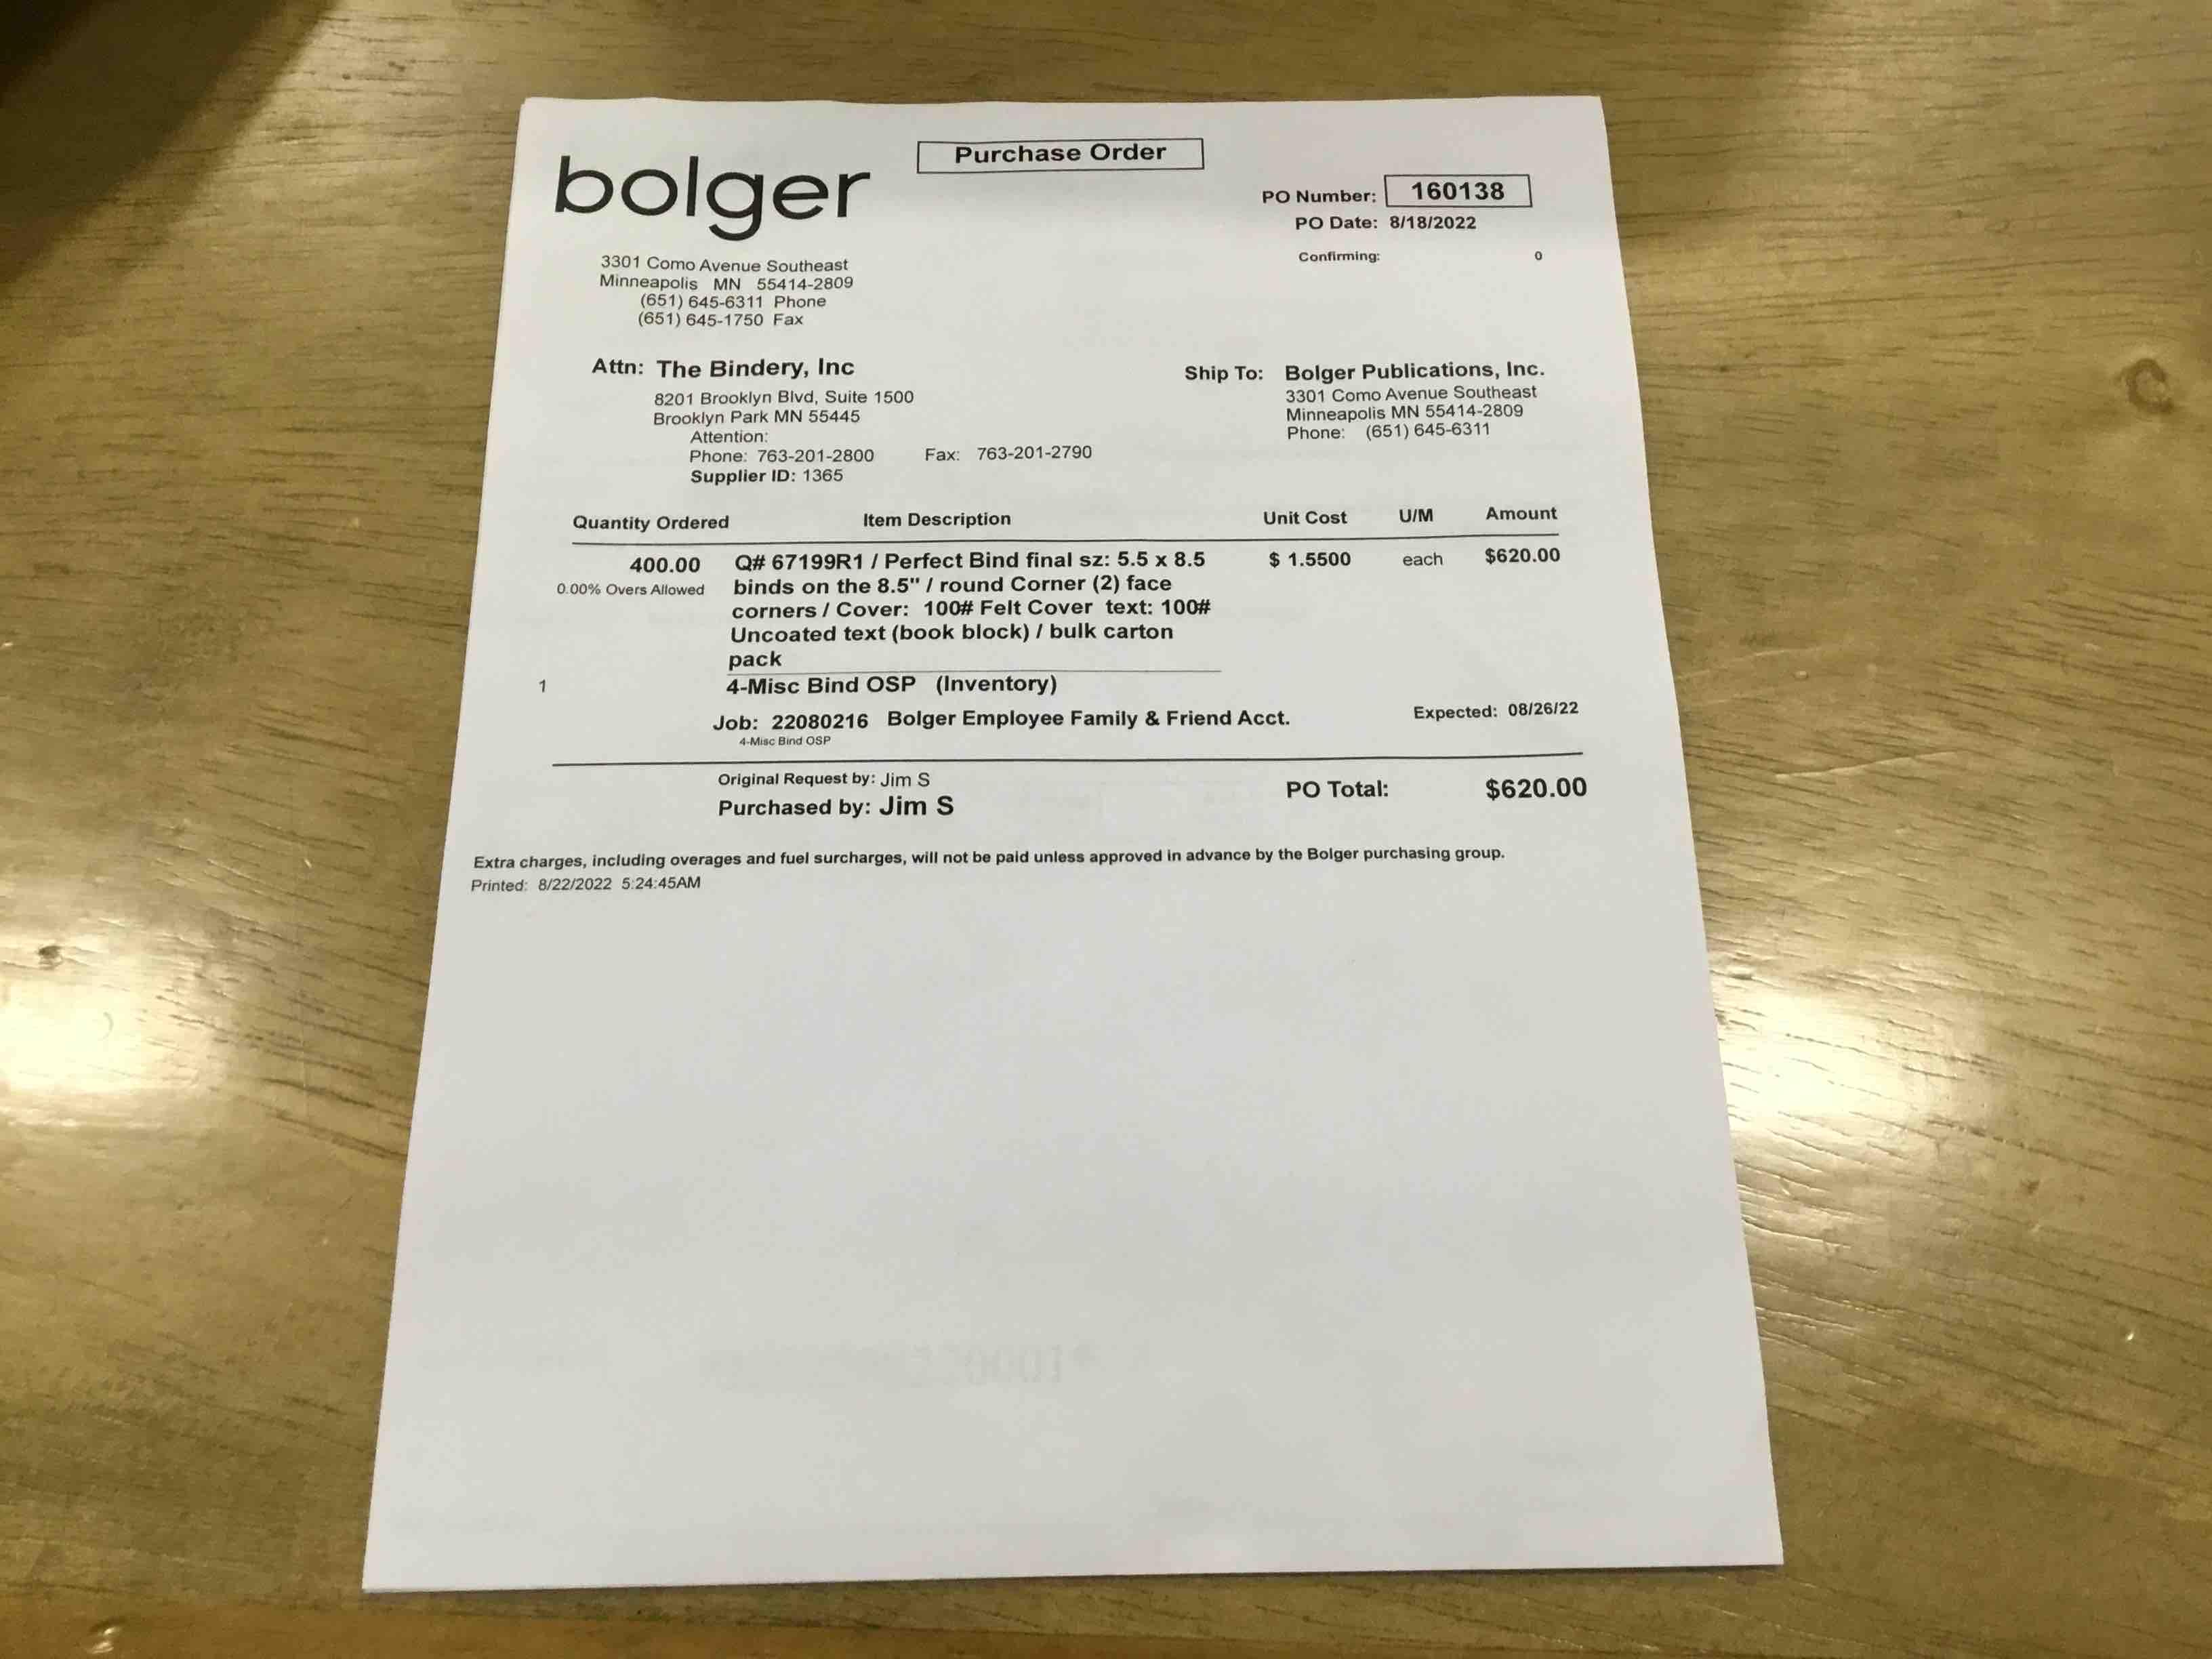 Purchase Order
bolger
PO Number: 160138
PO Date: 8/18/2022
Confirming: 0
3301 Como Avenue Southeast
Minneapolis MN 55414-2809
(651) 645-6311 Phone
(651) 645-1750 Fax
Attn: The Bindery, Inc
8201 Brooklyn Blvd, Suite 1500
Brooklyn Park MN 55445
Attention:
Phone: 763-201-2800 Fax: 763-201-2790
Supplier ID: 1365
Ship To: Bolger Publications, Inc.
3301 Como Avenue Southeast
Minneapolis MN 55414-2809
Phone: (651) 645-6311
Quantity Ordered Item Description Unit Cost U/M Amount
400.00 Q# 67199R1 / Perfect Bind final sz: 5.5 x 8.5 $ 1.5500 each $620.00
0.00% Overs Allowed binds on the 8.5" / round Corner (2) face
corners / Cover: 100# Felt Cover text: 100#
Uncoated text (book block) / bulk carton
pack
1 4-Misc Bind OSP (Inventory)
Job: 22080216 Bolger Employee Family & Friend Acct. Expected: 08/26/22
4-Misc Bind OSP
Original Request by: Jim S
Purchased by: Jim S
PO Total: $620.00
Extra charges, including overages and fuel surcharges, will not be paid unless approved in advance by the Bolger purchasing group.
Printed: 8/22/2022 5:24:45AM